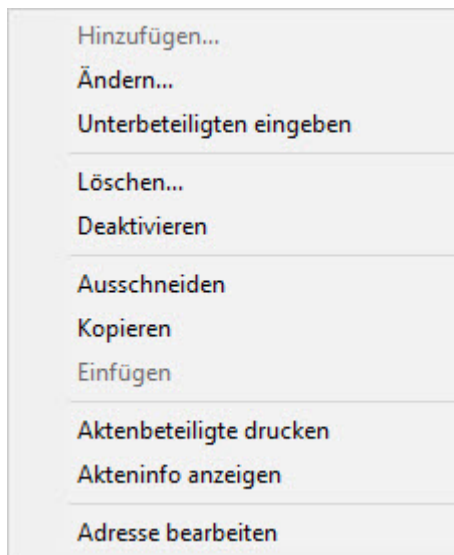 Hinzufügen...
Ändern...
Unterbeteiligten eingeben
Löschen...
Deaktivieren
Ausschneiden
Kopieren
Einfügen
Aktenbeteiligte drucken
Akteninfo anzeigen
Adresse bearbeiten